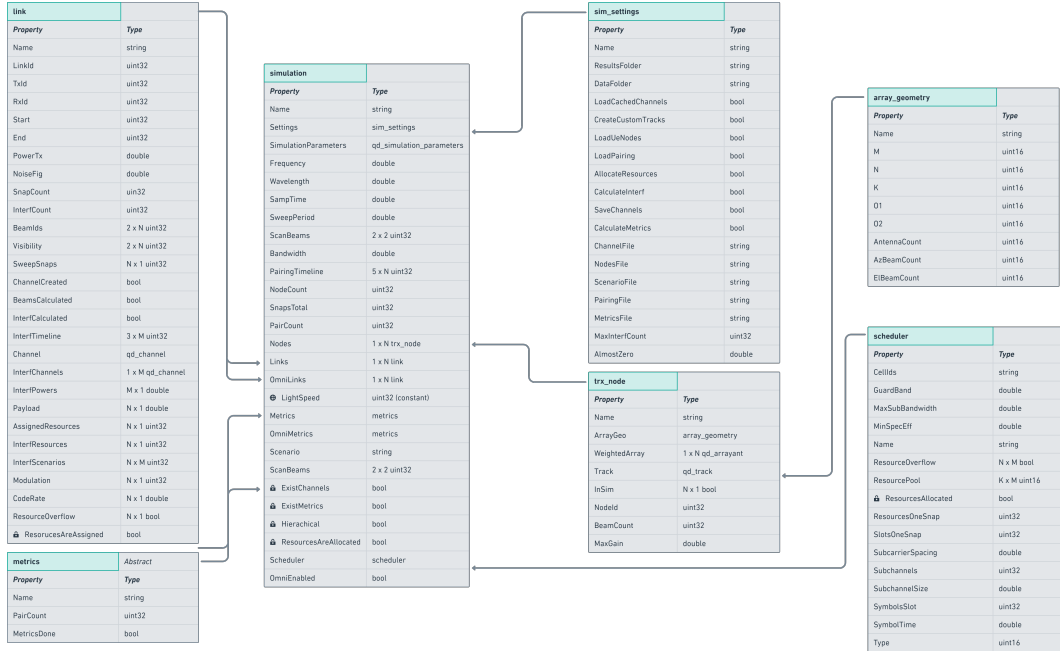 link
Property Type
Name string
LinkId uint32
TxId uint32
RxId uint32
Start uint32
End uint32
PowerTx double
NoiseFig double
SnapCount uin32
InterfCount uint32
BeamIds 2 x N uint32
Visibility 2 x N uint32
SweepSnaps N x 1 uint32
ChannelCreated bool
BeamsCalculated bool
InterfCalculated bool
InterfTimeline 3 x M uint32
Channel qd_channel
InterfChannels 1 x M qd_channel
InterfPowers M x 1 double
Payload N x 1 double
AssignedResources N x 1 uint32
InterfResources N x 1 uint32
InterfScenarios N x M uint32
Modulation N x 1 uint32
CodeRate N x 1 double
ResourceOverflow N x 1 bool
ResorucesAreAssigned bool
metrics Abstract
Property Type
Name string
PairCount uint32
MetricsDone bool
simulation
Property Type
Name string
Settings sim_settings
SimulationParameters qd_simulation_parameters
Frequency double
Wavelength double
SampTime double
SweepPeriod double
ScanBeams 2 x 2 uint32
Bandwidth double
PairingTimeline 5 x N uint32
NodeCount uint32
SnapsTotal uint32
PairCount uint32
Nodes 1 x N trx_node
Links 1 x N link
OmniLinks 1 x N link
LightSpeed uint32 (constant)
Metrics metrics
OmniMetrics metrics
Scenario string
ScanBeams 2 x 2 uint32
ExistChannels bool
ExistMetrics bool
Hierachical bool
ResourcesAreAllocated bool
Scheduler scheduler
OmniEnabled bool
sim_settings
Property Type
Name string
ResultsFolder string
DataFolder string
LoadCachedChannels bool
CreateCustomTracks bool
LoadUeNodes bool
LoadPairing bool
AllocateResources bool
CalculateInterf bool
SaveChannels bool
CalculateMetrics bool
ChannelFile string
NodesFile string
ScenarioFile string
PairingFile string
MetricsFile string
MaxInterfCount uint32
AlmostZero double
trx_node
Property Type
Name string
ArrayGeo array_geometry
WeightedArray 1 x N qd_arrayant
Track qd_track
InSim N x 1 bool
NodeId uint32
BeamCount uint32
MaxGain double
array_geometry
Property Type
Name string
M uint16
N uint16
K uint16
O1 uint16
O2 uint16
AntennaCount uint16
AzBeamCount uint16
ElBeamCount uint16
scheduler
Property Type
CellIds string
GuardBand double
MaxSubBandwidth double
MinSpecEff double
Name string
ResourceOverflow N x M bool
ResourcePool K x M uint16
ResourcesAllocated bool
ResourcesOneSnap uint32
SlotsOneSnap uint32
SubcarrierSpacing double
Subchannels uint32
SubchannelSize double
SymbolsSlot uint32
SymbolTime double
Type uint16